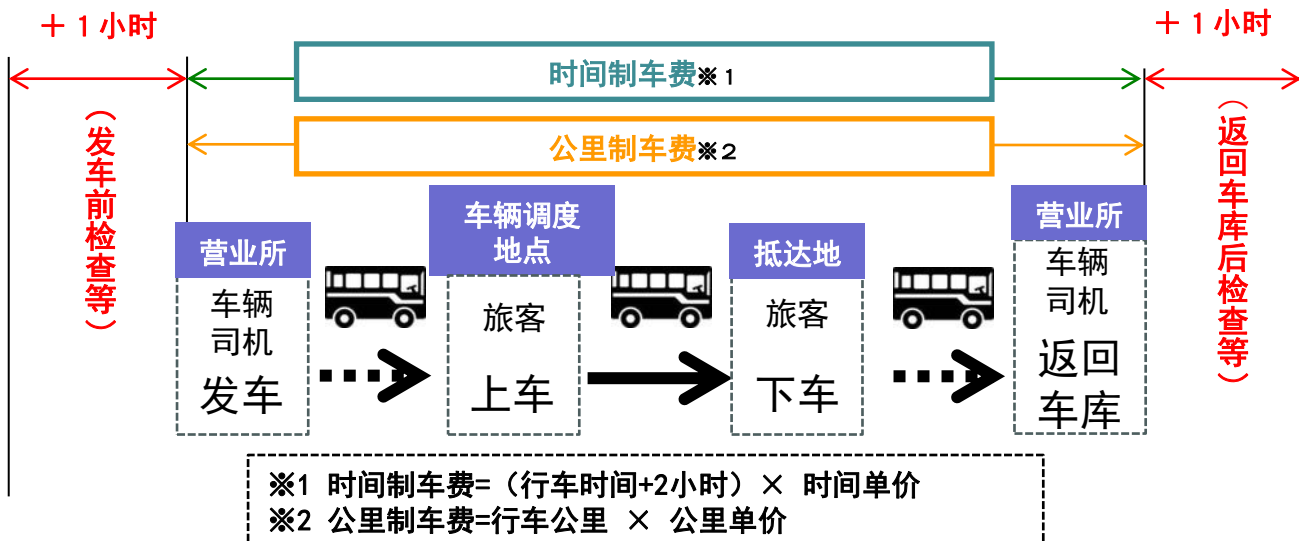 ＋1小时
＋1小时
时间制车费※1
公里制车费※2
（发车前检查等）
（返回车库后检查等）
营业所
车辆
司机
发车
车辆调度
地点
旅客
上车
抵达地
旅客
下车
营业所
车辆
司机
返回
车库
※1 时间制车费=（行车时间+2小时）× 时间单价
※2 公里制车费=行车公里 × 公里单价